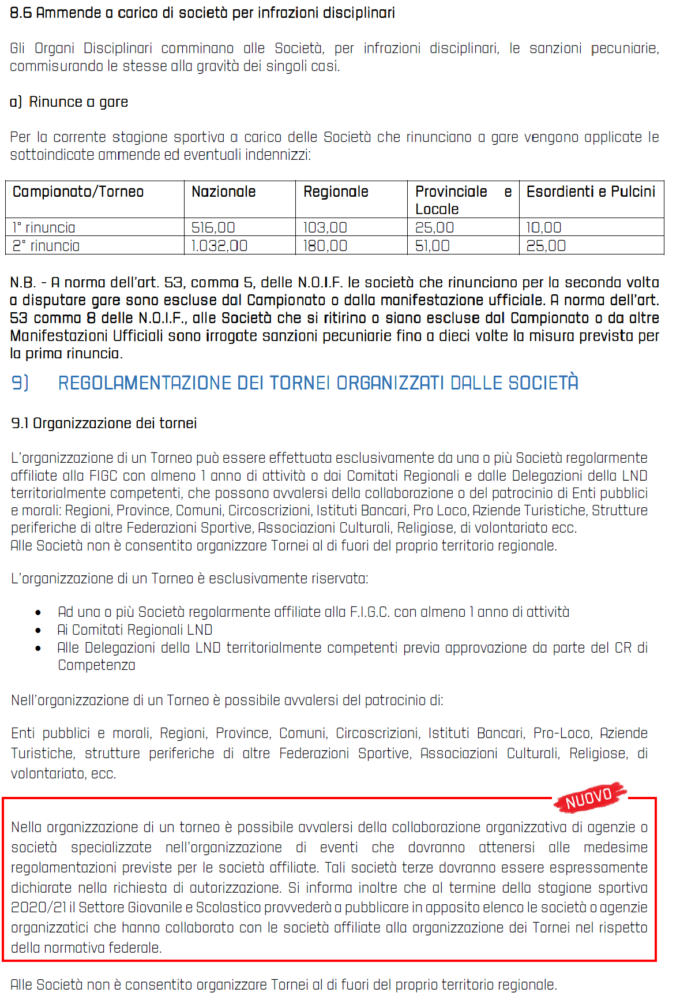 8.6 Ammende a carico di società per infrazioni disciplinari
Gli Organi Disciplinari comminano alle Società, per infrazioni disciplinari, le sanzioni pecuniarie,
commisurando le stesse alla gravità dei singoli casi.
a) Rinunce a gare
Per la corrente stagione sportiva a carico delle Società che rinunciano a gare vengono applicate le
sottoindicate ammende ed eventuali indennizzi:
Campionato/Torneo Nazionale Regionale Provinciale e Esordienti e Pulcini
Locale
1° rinuncia 516,00 103,00 25,00 10,00
2° rinuncia 1.032,00 180,00 51,00 25,00
N.B. - A norma dell'art. 53, comma 5, delle N.O.I.F. le società che rinunciano per la seconda volta
a disputare gare sono escluse dal Campionato o dalla manifestazione ufficiale. A norma dell'art.
53 comma 8 delle N.O.I.F., alle Società che si ritirino o siano escluse dal Campionato o da altre
Manifestazioni Ufficiali sono irrogate sanzioni pecuniarie fino a dieci volte la misura prevista per
la prima rinuncia.
9) REGOLAMENTAZIONE DEI TORNEI ORGANIZZATI DALLE SOCIETÀ
9.1 Organizzazione dei tornei
L'organizzazione di un Torneo può essere effettuata esclusivamente da una o più Società regolarmente
affiliate alla FIGC con almeno 1 anno di attività o dai Comitati Regionali e dalle Delegazioni della LND
territorialmente competenti, che possono avvalersi della collaborazione o del patrocinio di Enti pubblici
e morali: Regioni, Province, Comuni, Circoscrizioni, Istituti Bancari, Pro Loco, Aziende Turistiche, Strutture
periferiche di altre Federazioni Sportive, Associazioni Culturali, Religiose, di volontariato ecc.
Alle Società non è consentito organizzare Tornei al di fuori del proprio territorio regionale.
L'organizzazione di un Torneo è esclusivamente riservata:
• Ad una o più Società regolarmente affiliate alla F.I.G.C. con almeno 1 anno di attività
• Ai Comitati Regionali LND
• Alle Delegazioni della LND territorialmente competenti previa approvazione da parte del CR di
Competenza
Nell'organizzazione di un Torneo è possibile avvalersi del patrocinio di:
Enti pubblici e morali, Regioni, Province, Comuni, Circoscrizioni, Istituti Bancari, Pro-Loco, Aziende
Turistiche, strutture periferiche di altre Federazioni Sportive, Associazioni Culturali, Religiose, di
volontariato, ecc.
NUOVO
Nella organizzazione di un torneo è possibile avvalersi della collaborazione organizzativa di agenzie o
società specializzate nell'organizzazione di eventi che dovranno attenersi alle medesime
regolamentazioni previste per le società affiliate. Tali società terze dovranno essere espressamente
dichiarate nella richiesta di autorizzazione. Si informa inoltre che al termine della stagione sportiva
2020/21 il Settore Giovanile e Scolastico provvederà a pubblicare in apposito elenco le società o agenzie
organizzatici che hanno collaborato con le società affiliate alla organizzazione dei Tornei nel rispetto
della normativa federale.
Alle Società non è consentito organizzare Tornei al di fuori del proprio territorio regionale.